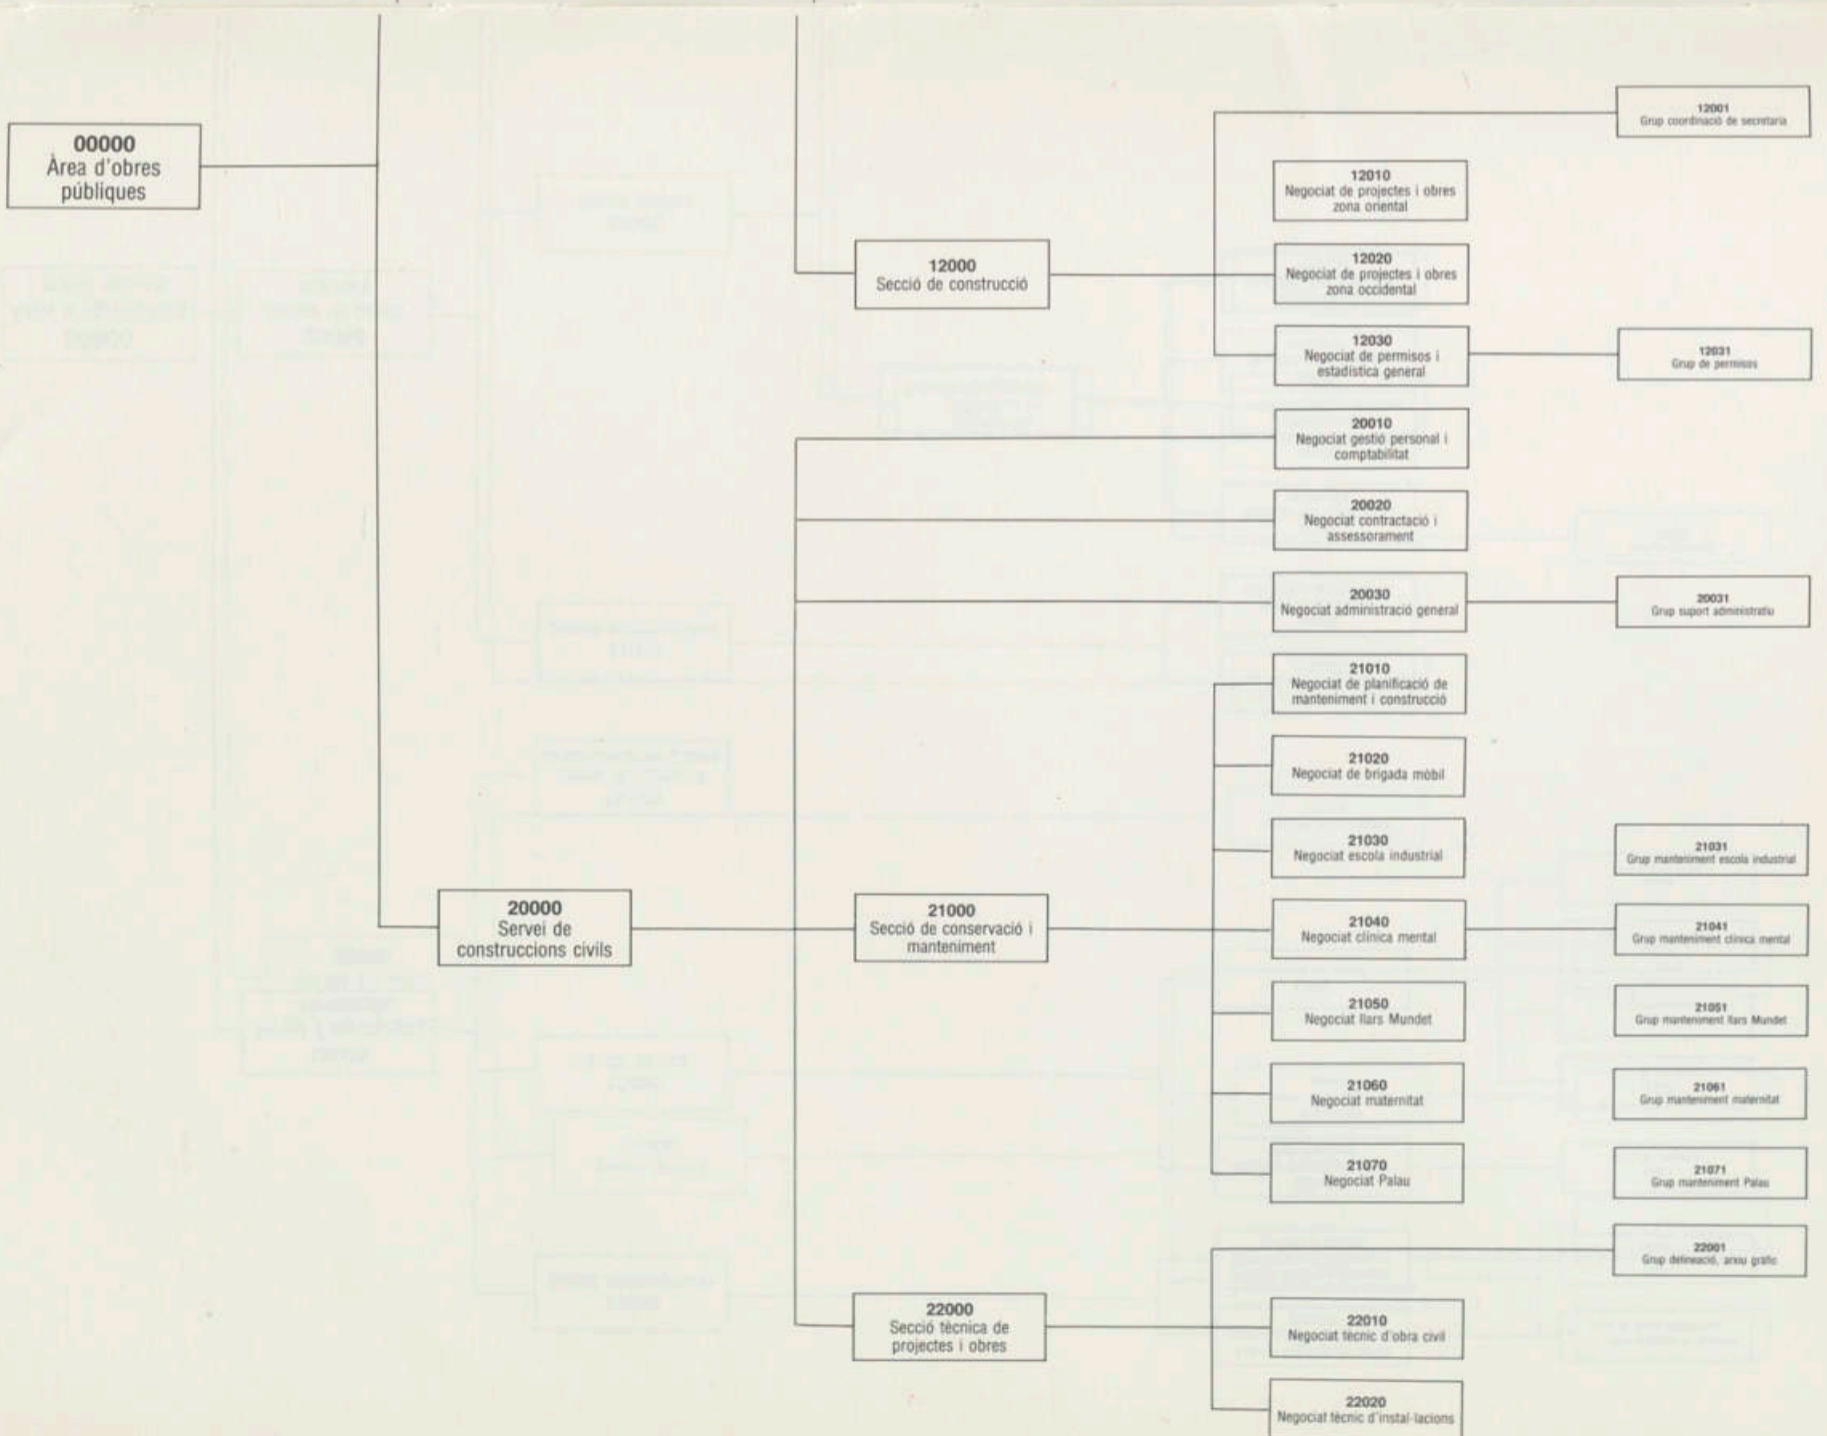 00000
Àrea d'obres
públiques
12001
Grup coordinació de secretaria
12010
Negociat de projectes i obres
zona oriental
12000
Secció de construcció
12020
Negociat de projectes i obres
zona occidental
12030
Negociat de permisos i
estadística general
12031
Grup de permisos
20010
Negociat gestió personal i
comptabilitat
20020
Negociat contractació i
assessorament
20030
Negociat administració general
20031
Grup suport administratiu
21010
Negociat de planificació de
manteniment i construcció
21020
Negociat de brigada mòbil
21030
Negociat escola industrial
21031
Grup manteniment escola industrial
20000
Servei de
construccions civils
21000
Secció de conservació i
manteniment
21040
Negociat clínica mental
21041
Grup manteniment clínica mental
21050
Negociat llars Mundet
21051
Grup manteniment llars Mundet
21060
Negociat maternitat
21061
Grup manteniment maternitat
21070
Negociat Palau
21071
Grup manteniment Palau
22001
Grup delineació, arxiu gràfic
22000
Secció tècnica de
projectes i obres
22010
Negociat tècnic d'obra civil
22020
Negociat tècnic d'instal·lacions